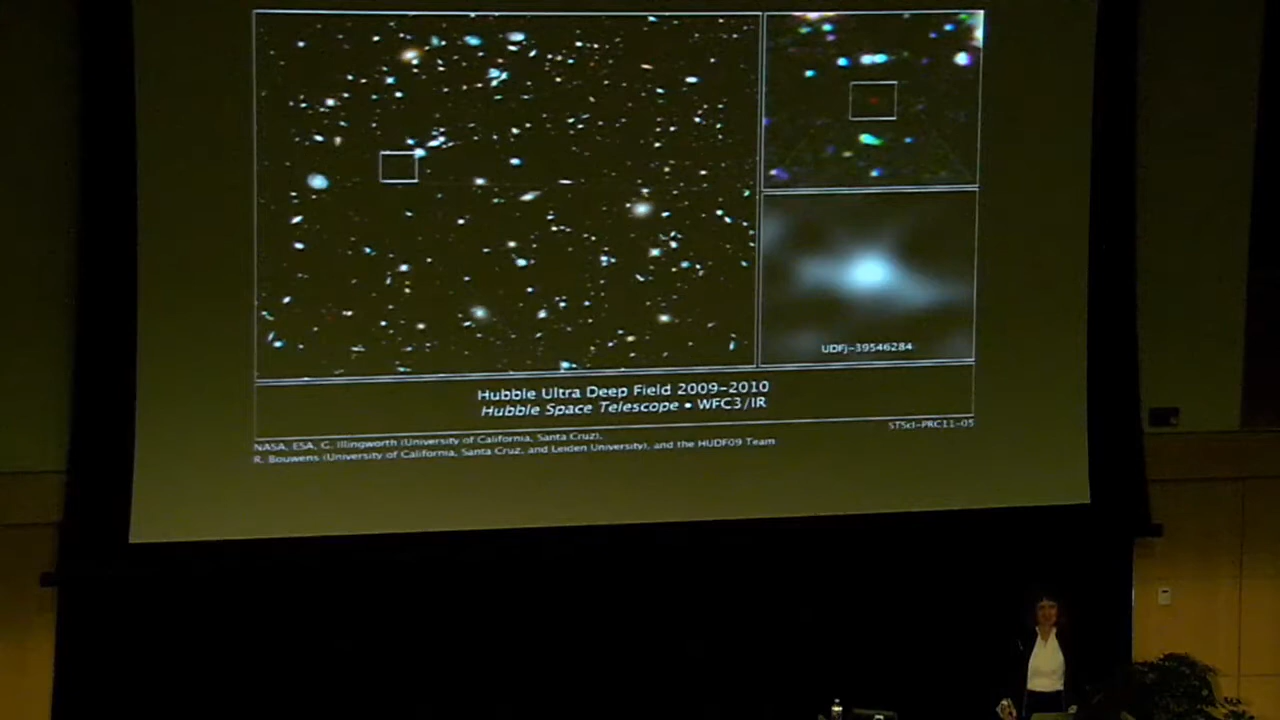 UDFj-39546284
Hubble Ultra Deep Field 2009-2010
Hubble Space Telescope • WFC3/IR
NASA, ESA, G. Illingworth (University of California, Santa Cruz),
R. Bouwens (University of California, Santa Cruz, and Leiden University), and the HUDF09 Team
STScI-PRC11-05